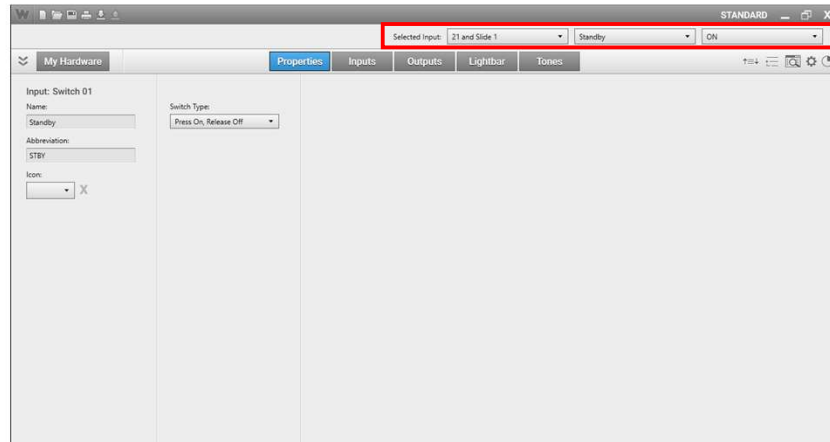 W STANDARD X
Selected Input: 21 and Slide 1 Standby ON
My Hardware Properties Inputs Outputs Lightbar Tones
Input: Switch 01
Name: Switch Type:
Standby Press On, Release Off
Abbreviation:
STBY
Icon:
X